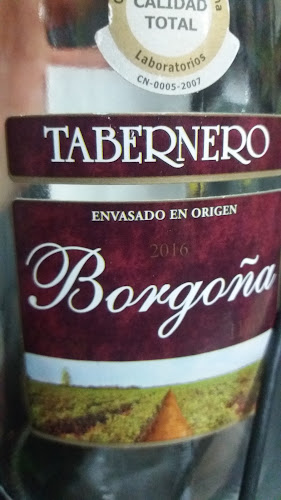 CALIDAD
TOTAL
Laboratorios
CN-0005-2007
TABERNERO
ENVASADO EN ORIGEN
2016
Borgoña